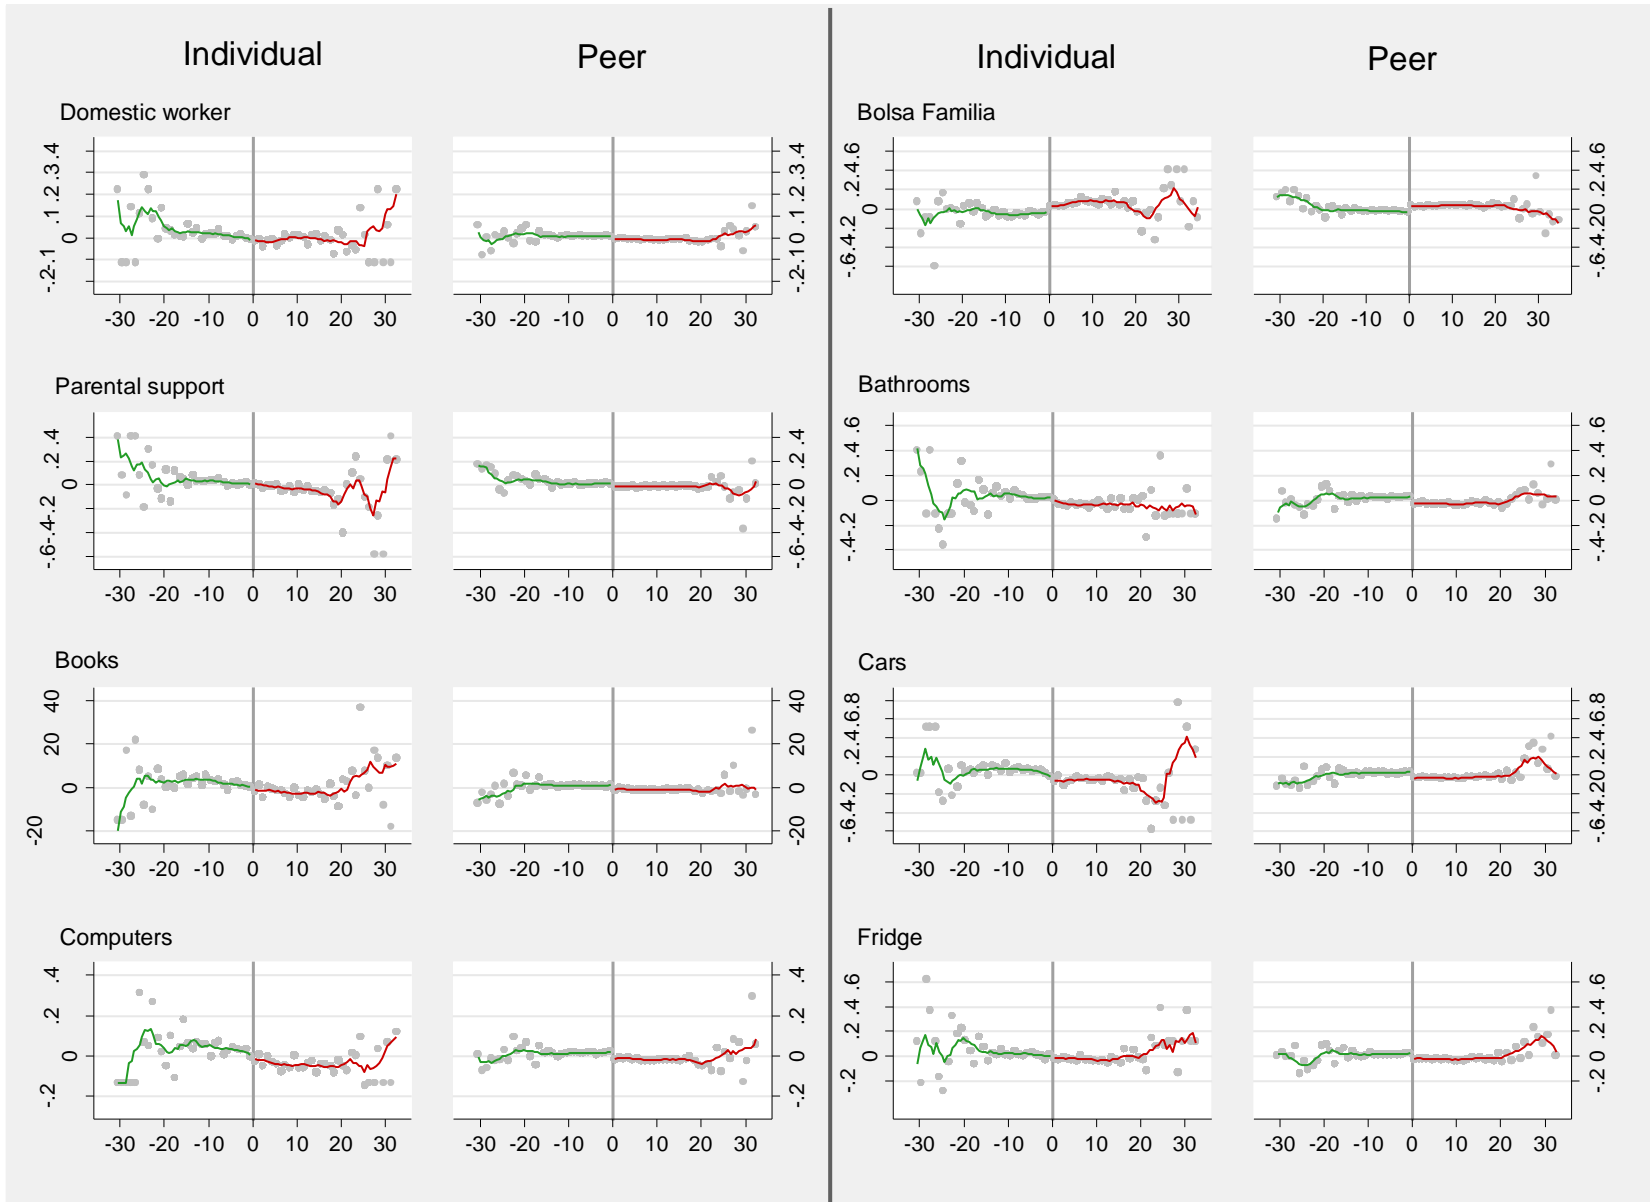 Individual Peer Individual Peer
Domestic worker Bolsa Familia
-.2 -.1 0 .1 .2 .3 .4 -.2 -.1 0 .1 .2 .3 .4 -.6 -.4 -.2 0 .2 .4 .6 -.6 -.4 -.2 0 .2 .4 .6
-30 -20 -10 0 10 20 30 -30 -20 -10 0 10 20 30 -30 -20 -10 0 10 20 30 -30 -20 -10 0 10 20 30
Parental support Bathrooms
-.6 -.4 -.2 0 .2 .4 -.6 -.4 -.2 0 .2 .4 -.4 -.2 0 .2 .4 .6 -.4 -.2 0 .2 .4 .6
-30 -20 -10 0 10 20 30 -30 -20 -10 0 10 20 30 -30 -20 -10 0 10 20 30 -30 -20 -10 0 10 20 30
Books Cars
-20 0 20 40 -20 0 20 40 -.6 -.4 -.2 0 .2 .4 .6 .8 -.6 -.4 -.2 0 .2 .4 .6 .8
-30 -20 -10 0 10 20 30 -30 -20 -10 0 10 20 30 -30 -20 -10 0 10 20 30 -30 -20 -10 0 10 20 30
Computers Fridge
-.2 0 .2 .4 -.2 0 .2 .4 -.2 0 .2 .4 .6 -.2 0 .2 .4 .6
-30 -20 -10 0 10 20 30 -30 -20 -10 0 10 20 30 -30 -20 -10 0 10 20 30 -30 -20 -10 0 10 20 30